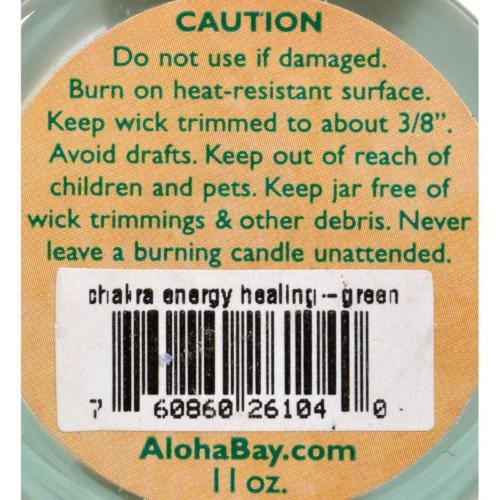 CAUTION
Do not use if damaged.
Burn on heat-resistant surface.
Keep wick trimmed to about 3/8”.
Avoid drafts. Keep out of reach of
children and pets. Keep jar free of
wick trimmings & other debris. Never
leave a burning candle unattended.
chakra energy healing--green
7 60860 26104 0
AlohaBay.com
11 oz.